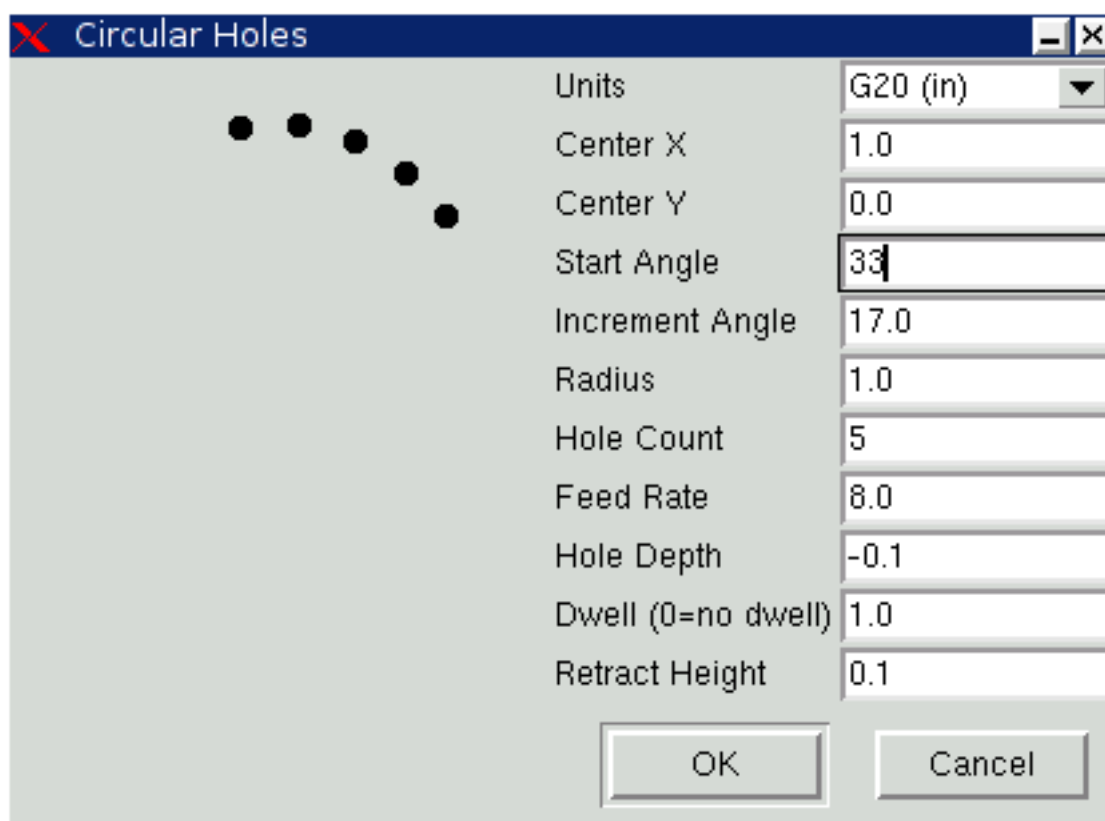 Circular Holes
Units G20 (in)
Center X 1.0
Center Y 0.0
Start Angle 33
Increment Angle 17.0
Radius 1.0
Hole Count 5
Feed Rate 8.0
Hole Depth -0.1
Dwell (0=no dwell) 1.0
Retract Height 0.1
OK Cancel